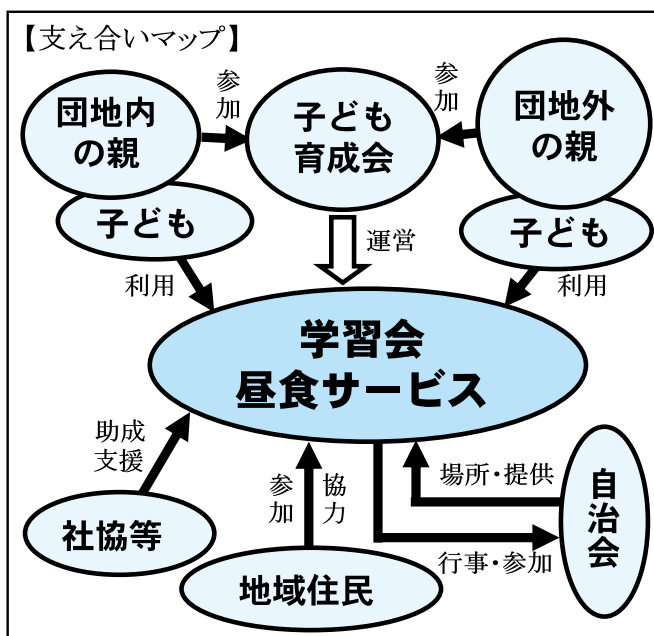 【支え合いマップ】
団地内
の親
参加
子ども
育成会
参加
団地外
の親
子ども
運営
子ども
利用
利用
学習会
昼食サービス
助成
支援
参加
協力
場所・提供
自治会
行事・参加
社協等
地域住民